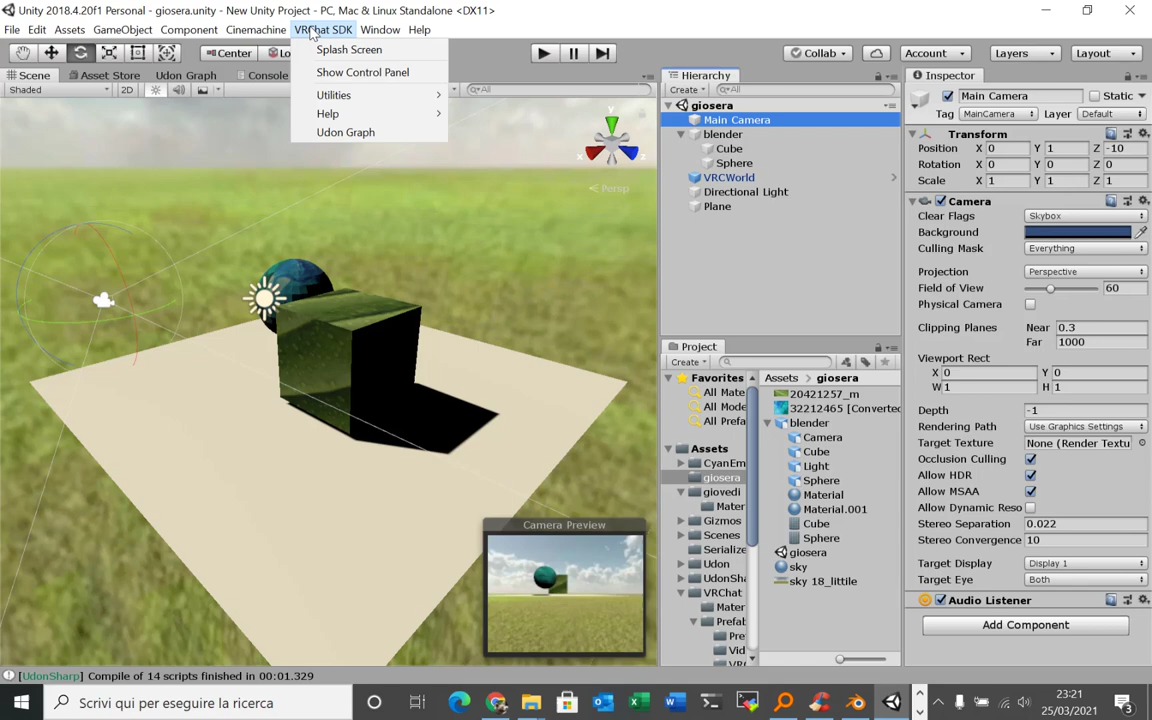 Unity 2018.4.20f1 Personal - giosera.unity - New Unity Project - PC, Mac & Linux Standalone <DX11>
File Edit Assets GameObject Component Cinemachine VRChat SDK Window Help
Center Lo Collab Account Layers Layout
Scene Asset Store Udon Graph Console
Shaded 2D All
Splash Screen
Show Control Panel
Utilities
Help
Udon Graph
y
x z
Persp
Camera Preview
Hierarchy
Create All
giosera
Main Camera
blender
Cube
Sphere
VRCWorld
Directional Light
Plane
Project
Create
Favorites
All Mate
All Mode
All Prefa
Assets
CyanEm
giosera
giovedi
Mater
Gizmos
Scenes
Serialize
Udon
UdonSha
VRChat
Mater
Prefab
Pre
Vid
Assets giosera
20421257_m
32212465 [Converte
blender
Camera
Cube
Light
Sphere
Material
Material.001
Cube
Sphere
giosera
sky
sky 18_littile
Inspector
Main Camera Static
Tag MainCamera Layer Default
Transform
Position X 0 Y 1 Z -10
Rotation X 0 Y 0 Z 0
Scale X 1 Y 1 Z 1
Camera
Clear Flags Skybox
Background
Culling Mask Everything
Projection Perspective
Field of View 60
Physical Camera
Clipping Planes Near 0.3
Far 1000
Viewport Rect
X 0 Y 0
W 1 H 1
Depth -1
Rendering Path Use Graphics Settings
Target Texture None (Render Textu
Occlusion Culling
Allow HDR
Allow MSAA
Allow Dynamic Reso
Stereo Separation 0.022
Stereo Convergence 10
Target Display Display 1
Target Eye Both
Audio Listener
Add Component
[UdonSharp] Compile of 14 scripts finished in 00:01.329
Scrivi qui per eseguire la ricerca
23:21
25/03/2021
3